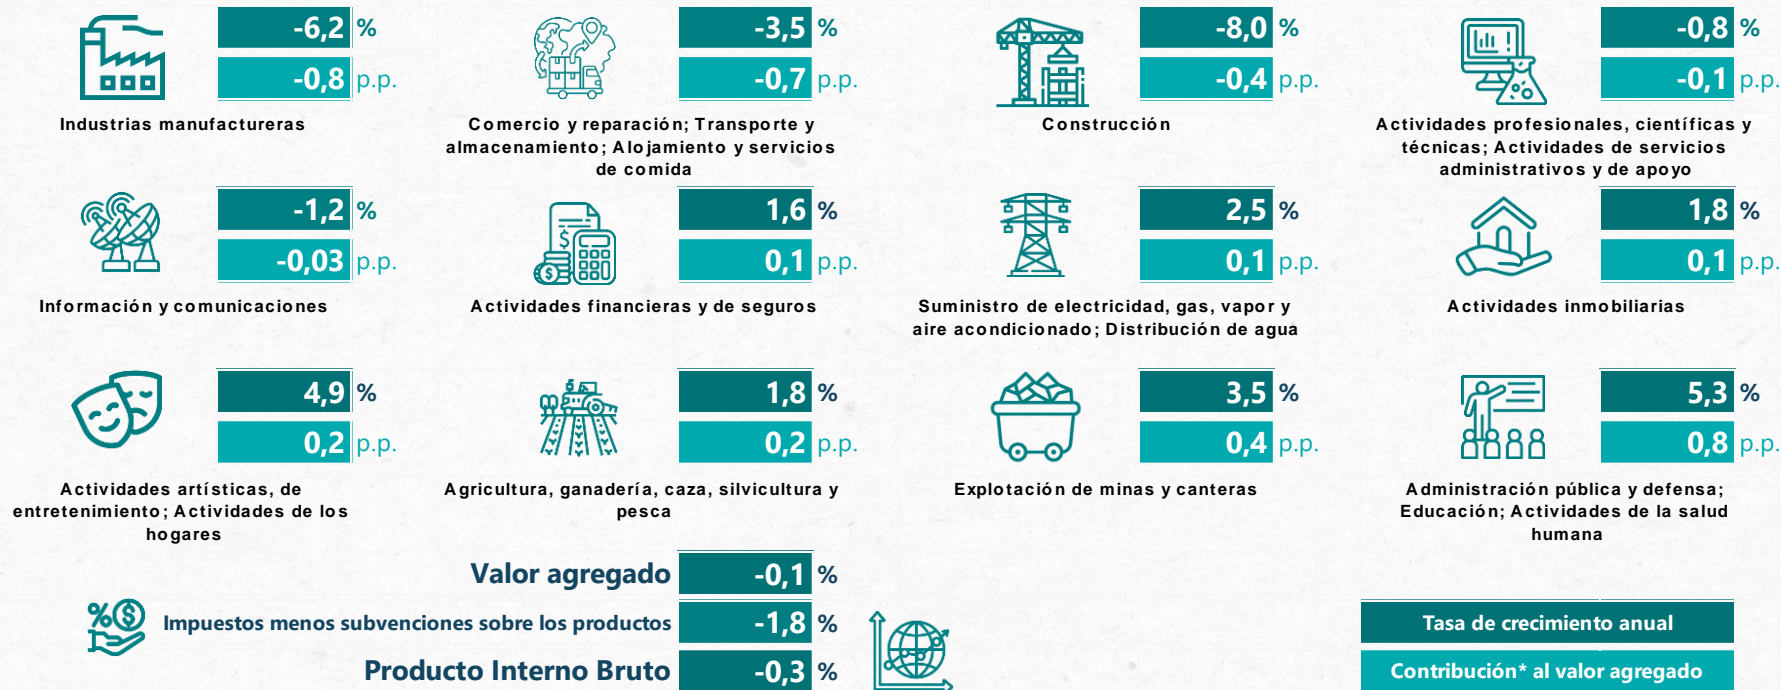 -6,2 %
-0,8 p.p.
Industrias manufactureras
-3,5 %
-0,7 p.p.
Comercio y reparación; Transporte y
almacenamiento; Alojamiento y servicios
de comida
-8,0 %
-0,4 p.p.
Construcción
-0,8 %
-0,1 p.p.
Actividades profesionales, científicas y
técnicas; Actividades de servicios
administrativos y de apoyo
-1,2 %
-0,03 p.p.
Información y comunicaciones
1,6 %
0,1 p.p.
Actividades financieras y de seguros
2,5 %
0,1 p.p.
Suministro de electricidad, gas, vapor y
aire acondicionado; Distribución de agua
1,8 %
0,1 p.p.
Actividades inmobiliarias
4,9 %
0,2 p.p.
Actividades artísticas, de
entretenimiento; Actividades de los
hogares
1,8 %
0,2 p.p.
Agricultura, ganadería, caza, silvicultura y
pesca
3,5 %
0,4 p.p.
Explotación de minas y canteras
5,3 %
0,8 p.p.
Administración pública y defensa;
Educación; Actividades de la salud
humana
Valor agregado -0,1 %
Impuestos menos subvenciones sobre los productos -1,8 %
Producto Interno Bruto -0,3 %
Tasa de crecimiento anual
Contribución* al valor agregado